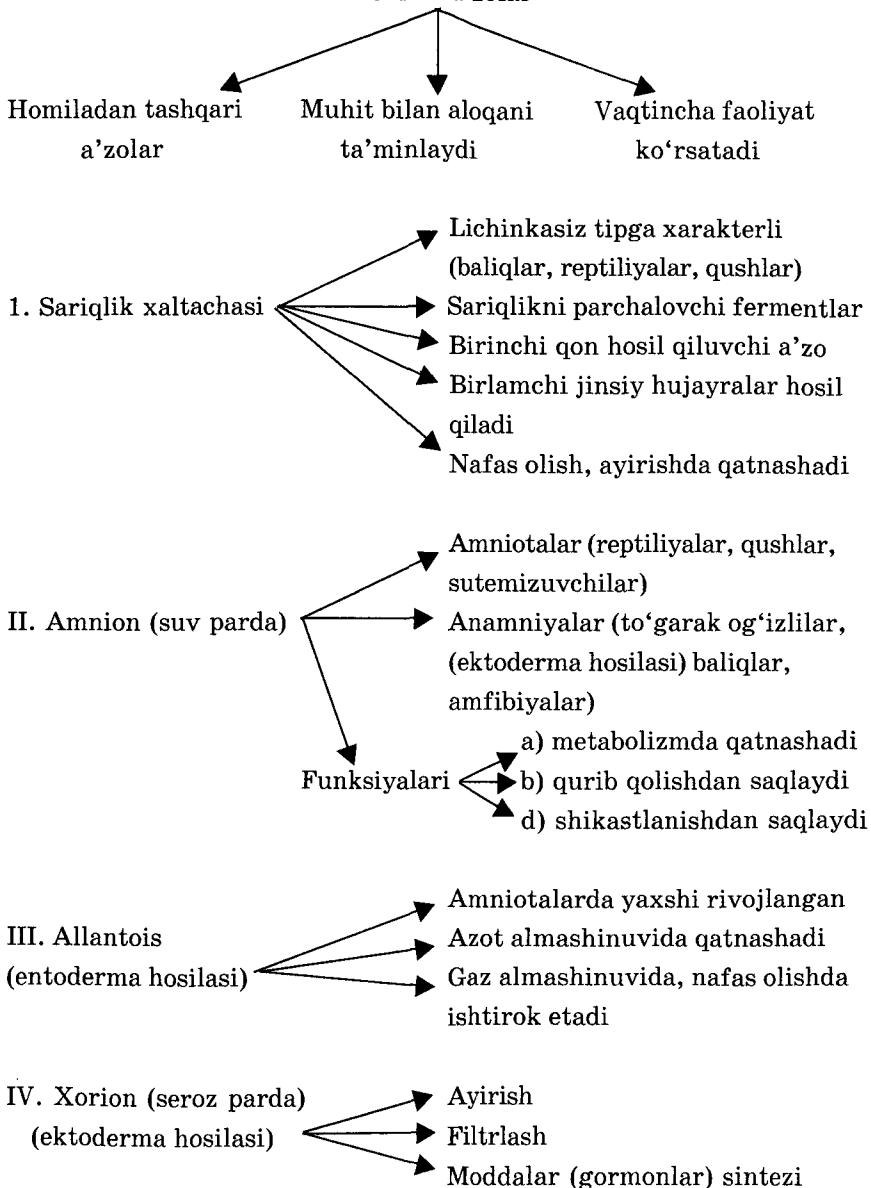 Homiladan tashqari a’zolar
Muhit bilan aloqani ta’minlaydi
Vaqtincha faoliyat ko‘rsatadi
1. Sariqlik xaltachasi
Lichinkasiz tipga xarakterli
(baliqlar, reptiliyalar, qushlar)
Sariqlikni parchalovchi fermentlar
Birinchi qon hosil qiluvchi a’zo
Birlamchi jinsiy hujayralar hosil
qiladi
Nafas olish, ayirishda qatnashadi
II. Amnion (suv parda)
Amniotalar (reptiliyalar, qushlar,
sutemizuvchilar)
Anamniyalar (to‘garak og‘izlilar,
(ektoderma hosilasi) baliqlar,
amfibiyalar)
Funksiyalari
a) metabolizmda qatnashadi
b) qurib qolishdan saqlaydi
d) shikastlanishdan saqlaydi
III. Allantois
(entoderma hosilasi)
Amniotalarda yaxshi rivojlangan
Azot almashinuvida qatnashadi
Gaz almashinuvida, nafas olishda
ishtirok etadi
IV. Xorion (seroz parda)
(ektoderma hosilasi)
Ayirish
Filtrlash
Moddalar (gormonlar) sintezi